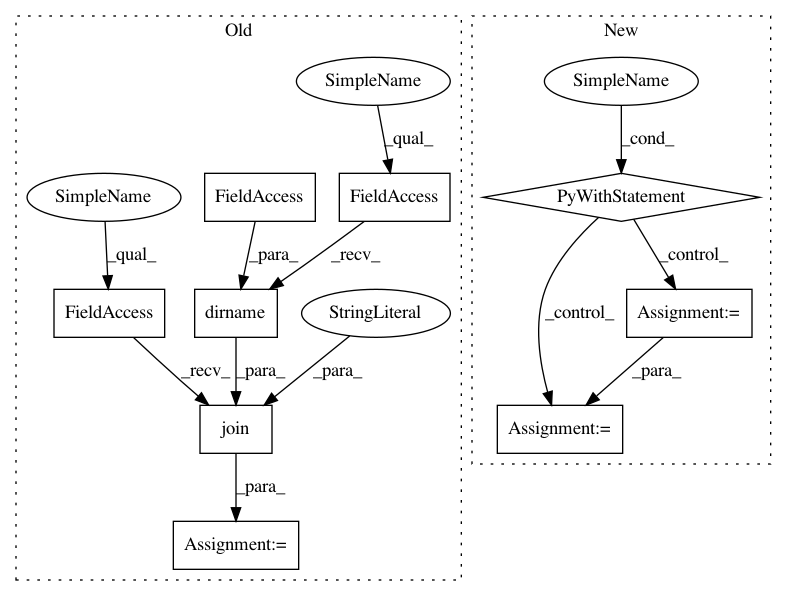 Old
New
SimpleName
SimpleName
_qual_
_cond_
SimpleName
FieldAccess
FieldAccess
PyWithStatement
_qual_
_para_
_recv_
_control_
FieldAccess
dirname
StringLiteral
_control_
Assignment:=
_recv_
_para_
_para_
_para_
join
Assignment:=
_para_
Assignment:=